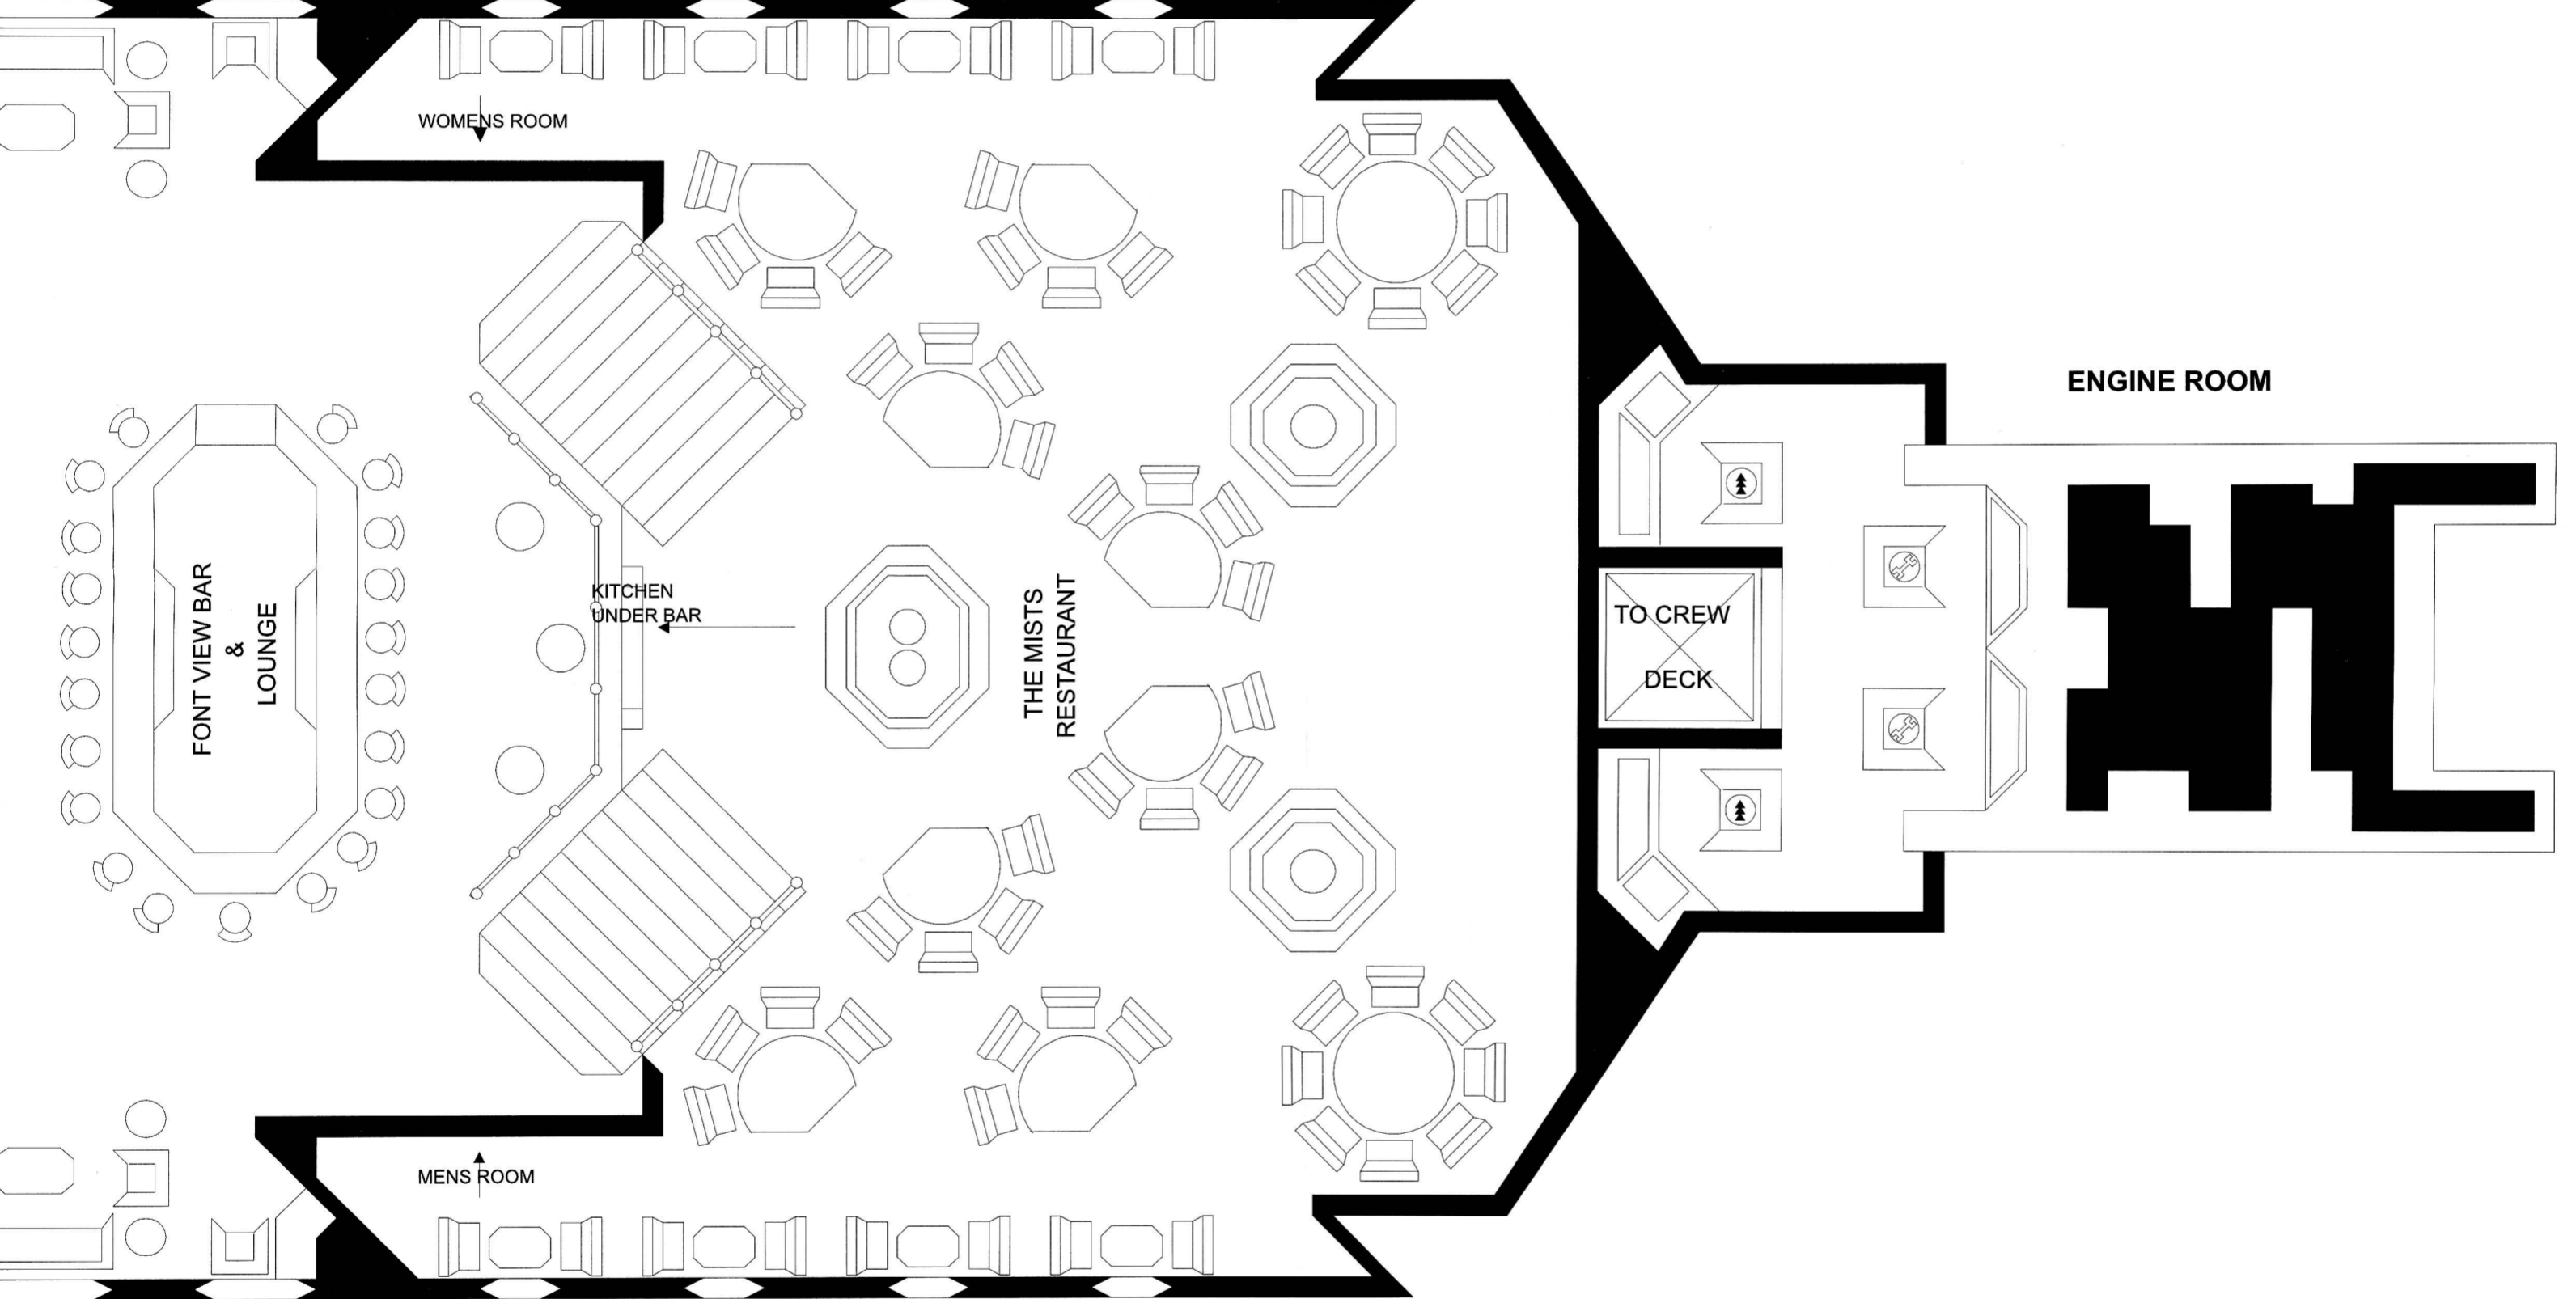 WOMENS ROOM
ENGINE ROOM
FONT VIEW BAR
&
LOUNGE
KITCHEN
UNDER BAR
THE MISTS
RESTAURANT
TO CREW
DECK
MENS ROOM